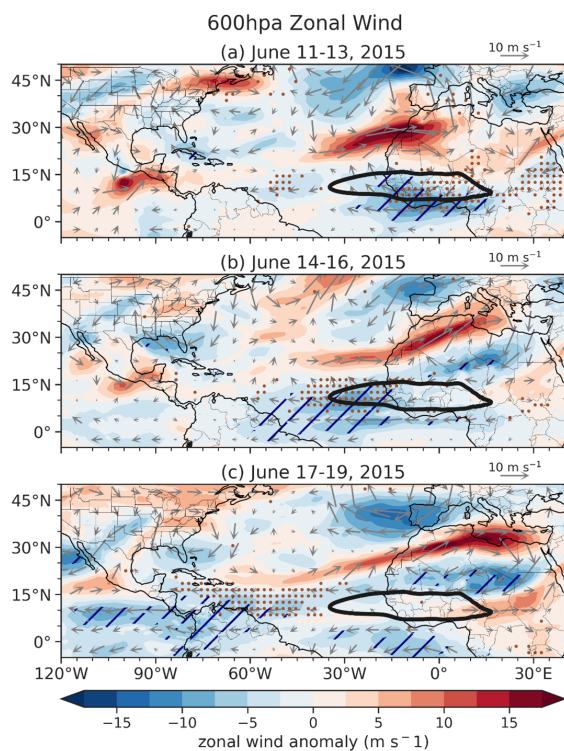 600hpa Zonal Wind
(a) June 11-13, 2015
10 m s⁻¹
45°N
30°N
15°N
0°
(b) June 14-16, 2015
10 m s⁻¹
45°N
30°N
15°N
0°
(c) June 17-19, 2015
10 m s⁻¹
45°N
30°N
15°N
0°
120°W 90°W 60°W 30°W 0° 30°E
−15 −10 −5 0 5 10 15
zonal wind anomaly (m s−1)